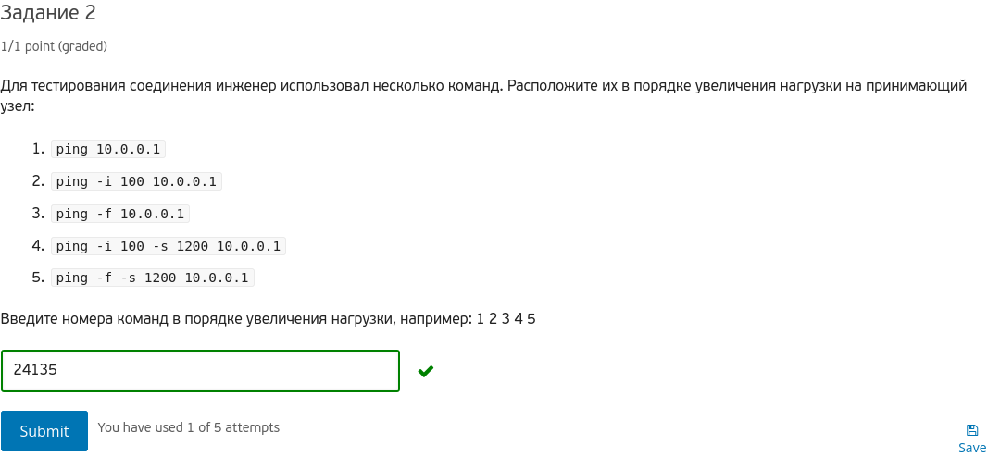 Задание 2
1/1 point (graded)
Для тестирования соединения инженер использовал несколько команд. Расположите их в порядке увеличения нагрузки на принимающий
узел:
1. ping 10.0.0.1
2. ping -i 100 10.0.0.1
3. ping -f 10.0.0.1
4. ping -i 100 -s 1200 10.0.0.1
5. ping -f -s 1200 10.0.0.1
Введите номера команд в порядке увеличения нагрузки, например: 1 2 3 4 5
24135
Submit You have used 1 of 5 attempts
Save